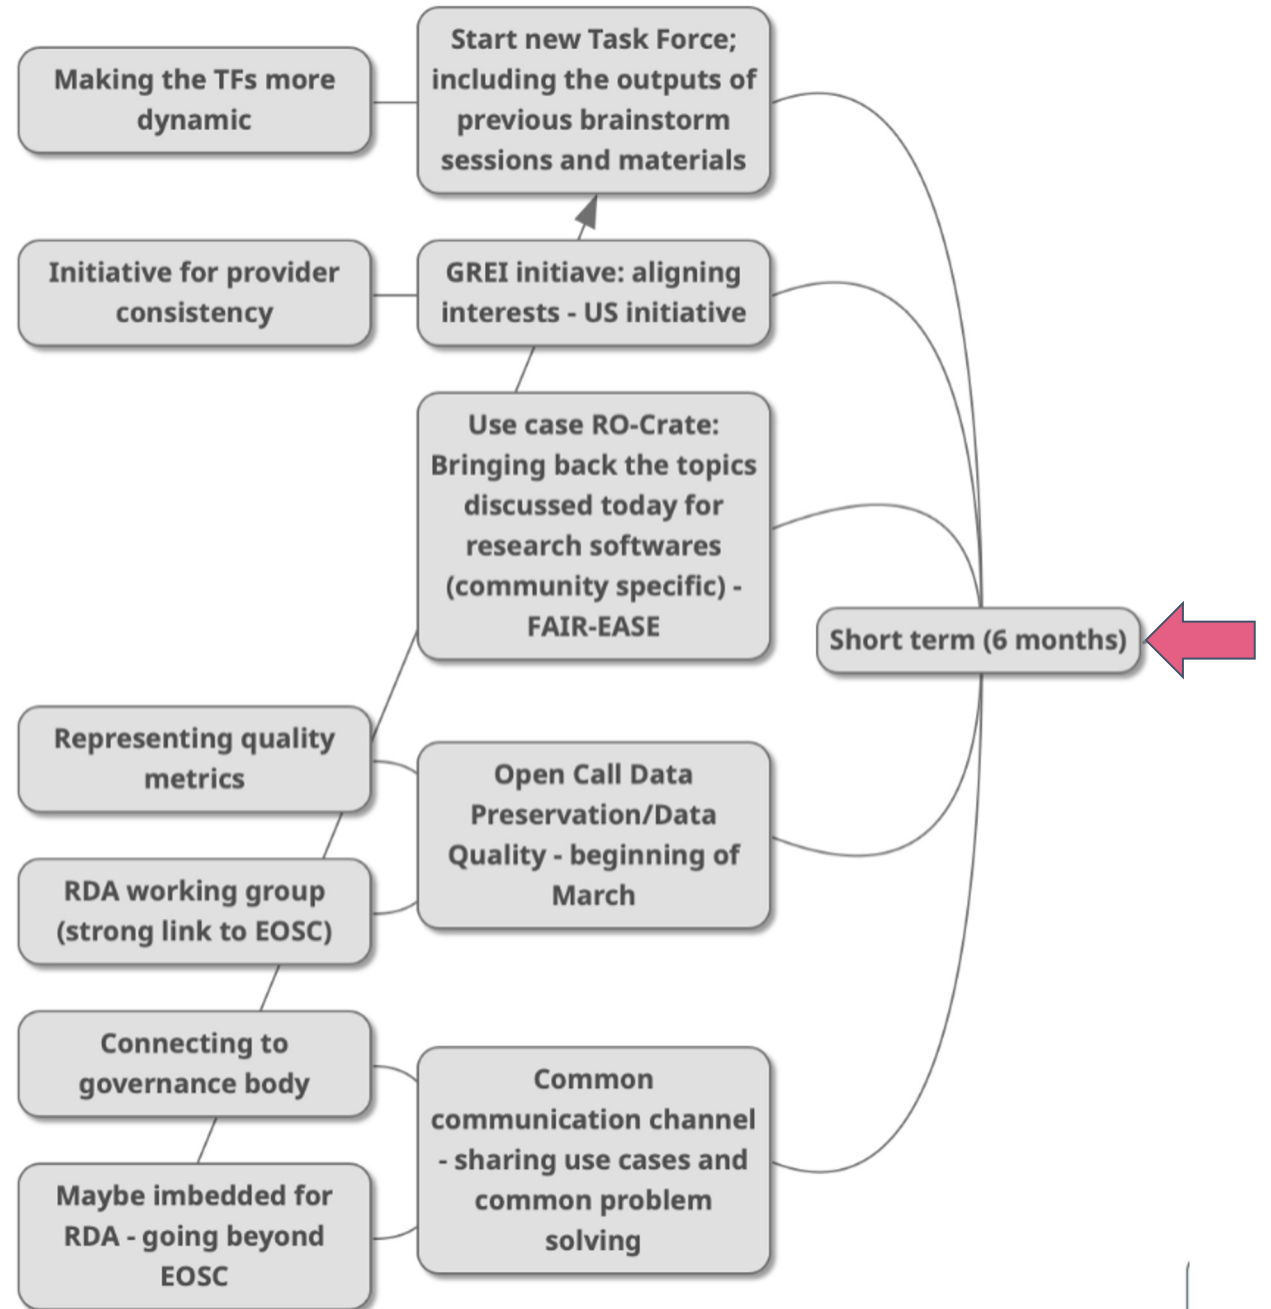 Making the TFs more
dynamic
Start new Task Force;
including the outputs of
previous brainstorm
sessions and materials
Initiative for provider
consistency
GREI initiave: aligning
interests - US initiative
Use case RO-Crate:
Bringing back the topics
discussed today for
research softwares
(community specific) -
FAIR-EASE
Short term (6 months)
Representing quality
metrics
RDA working group
(strong link to EOSC)
Open Call Data
Preservation/Data
Quality - beginning of
March
Connecting to
governance body
Maybe imbedded for
RDA - going beyond
EOSC
Common
communication channel
- sharing use cases and
common problem
solving